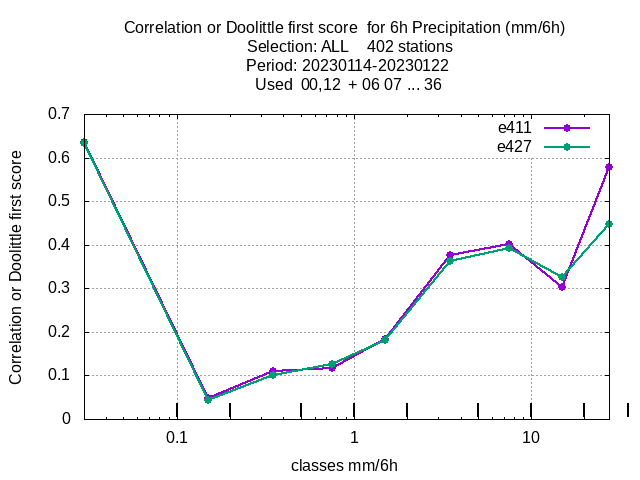 Correlation or Doolittle first score  for 6h Precipitation (mm/6h)
Selection: ALL    402 stations
Period: 20230114-20230122
Used  00,12  + 06 07 ... 36
e411
e427
Correlation or Doolittle first score
0.7
0.6
0.5
0.4
0.3
0.2
0.1
0
0.1
1
10
classes mm/6h